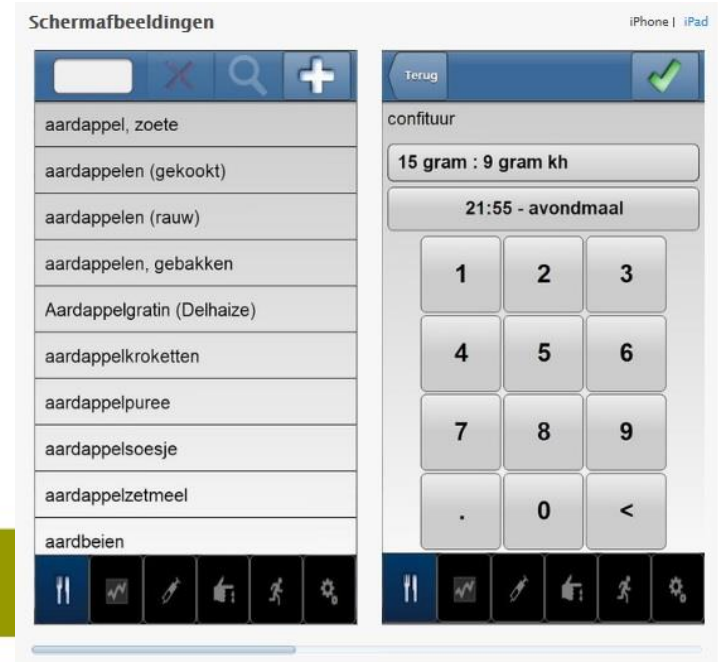 Schermafbeeldingen
iPhone | iPad
aardappel, zoete
aardappelen (gekookt)
aardappelen (rauw)
aardappelen, gebakken
Aardappelgratin (Delhaize)
aardappelkroketten
aardappelpuree
aardappelsoesje
aardappelzetmeel
aardbeien
Terug
confituur
15 gram : 9 gram kh
21:55 - avondmaal
1 2 3
4 5 6
7 8 9
. 0 <